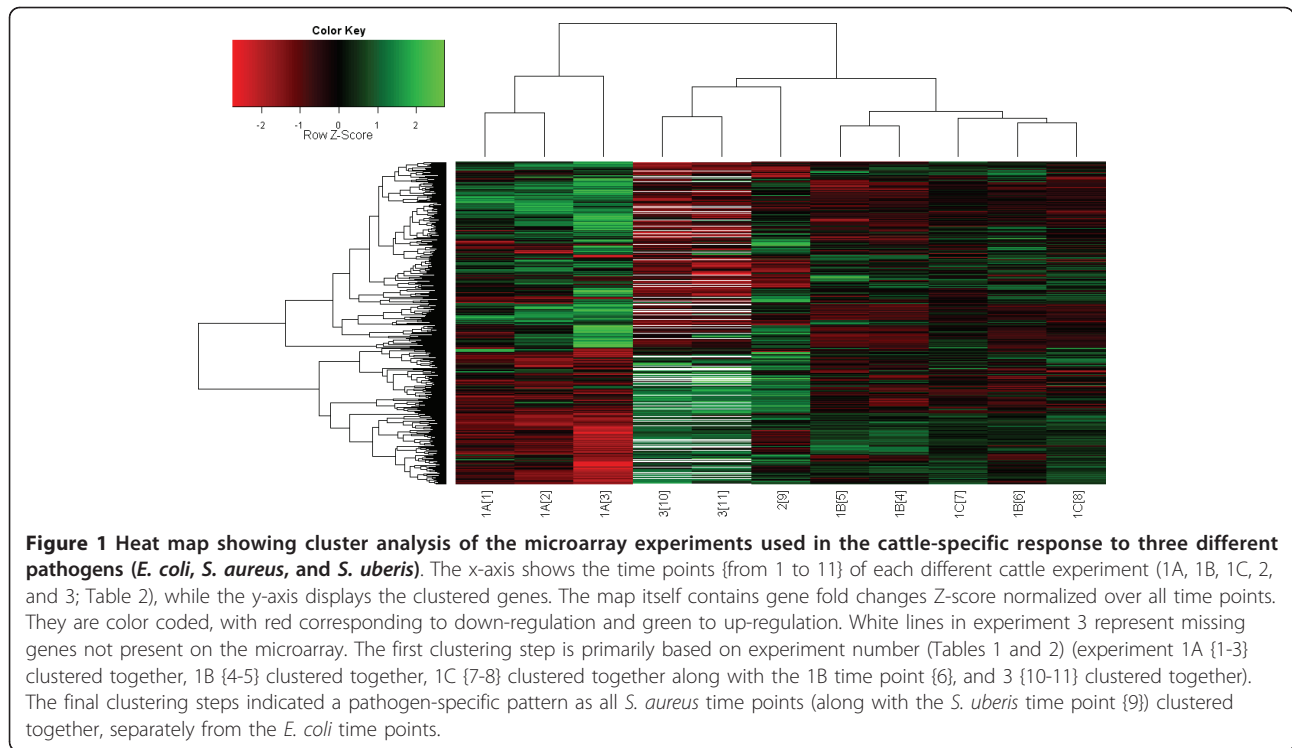 Color Key
-2 -1 0 1 2
Row Z-Score
1A[1] 1A[2] 1A[3] 3[10] 3[11] 2[9] 1B[5] 1B[4] 1C[7] 1B[6] 1C[8]
Figure 1 Heat map showing cluster analysis of the microarray experiments used in the cattle-specific response to three different
pathogens (E. coli, S. aureus, and S. uberis). The x-axis shows the time points {from 1 to 11} of each different cattle experiment (1A, 1B, 1C, 2,
and 3; Table 2), while the y-axis displays the clustered genes. The map itself contains gene fold changes Z-score normalized over all time points.
They are color coded, with red corresponding to down-regulation and green to up-regulation. White lines in experiment 3 represent missing
genes not present on the microarray. The first clustering step is primarily based on experiment number (Tables 1 and 2) (experiment 1A {1-3}
clustered together, 1B {4-5} clustered together, 1C {7-8} clustered together along with the 1B time point {6}, and 3 {10-11} clustered together).
The final clustering steps indicated a pathogen-specific pattern as all S. aureus time points (along with the S. uberis time point {9}) clustered
together, separately from the E. coli time points.